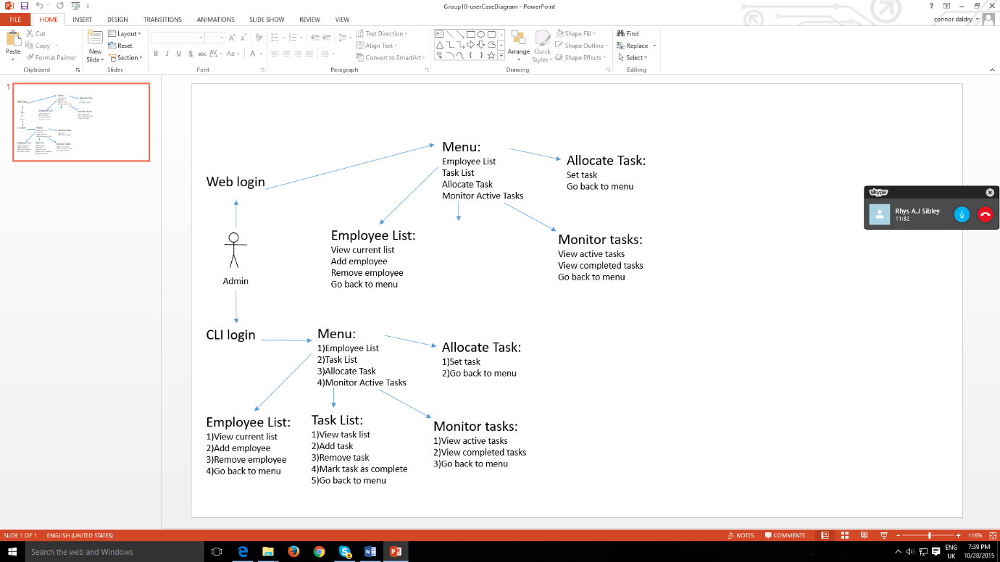 Group10-userCaseDiagram - PowerPoint
FILE HOME INSERT DESIGN TRANSITIONS ANIMATIONS SLIDE SHOW REVIEW VIEW
connor daldry
Paste
Cut
Copy
Format Painter
Clipboard
New Slide
Layout
Reset
Section
Slides
Font
Text Direction
Align Text
Convert to SmartArt
Paragraph
Arrange
Quick Styles
Shape Fill
Shape Outline
Shape Effects
Drawing
Find
Replace
Select
Editing
1
Web login
Menu:
Employee List
Task List
Allocate Task
Monitor Active Tasks
Allocate Task:
Set task
Go back to menu
Employee List:
View current list
Add employee
Remove employee
Go back to menu
Monitor tasks:
View active tasks
View completed tasks
Go back to menu
Admin
CLI login
Menu:
1)Employee List
2)Task List
3)Allocate Task
4)Monitor Active Tasks
Allocate Task:
1)Set task
2)Go back to menu
Employee List:
1)View current list
2)Add employee
3)Remove employee
4)Go back to menu
Task List:
1)View task list
2)Add task
3)Remove task
4)Mark task as complete
5)Go back to menu
Monitor tasks:
1)View active tasks
2)View completed tasks
3)Go back to menu
skype
Rhys A.J Sibley
11:32
SLIDE 1 OF 1 ENGLISH (UNITED STATES)
NOTES COMMENTS 116%
Search the web and Windows
ENG
UK
7:39 PM
10/28/2015